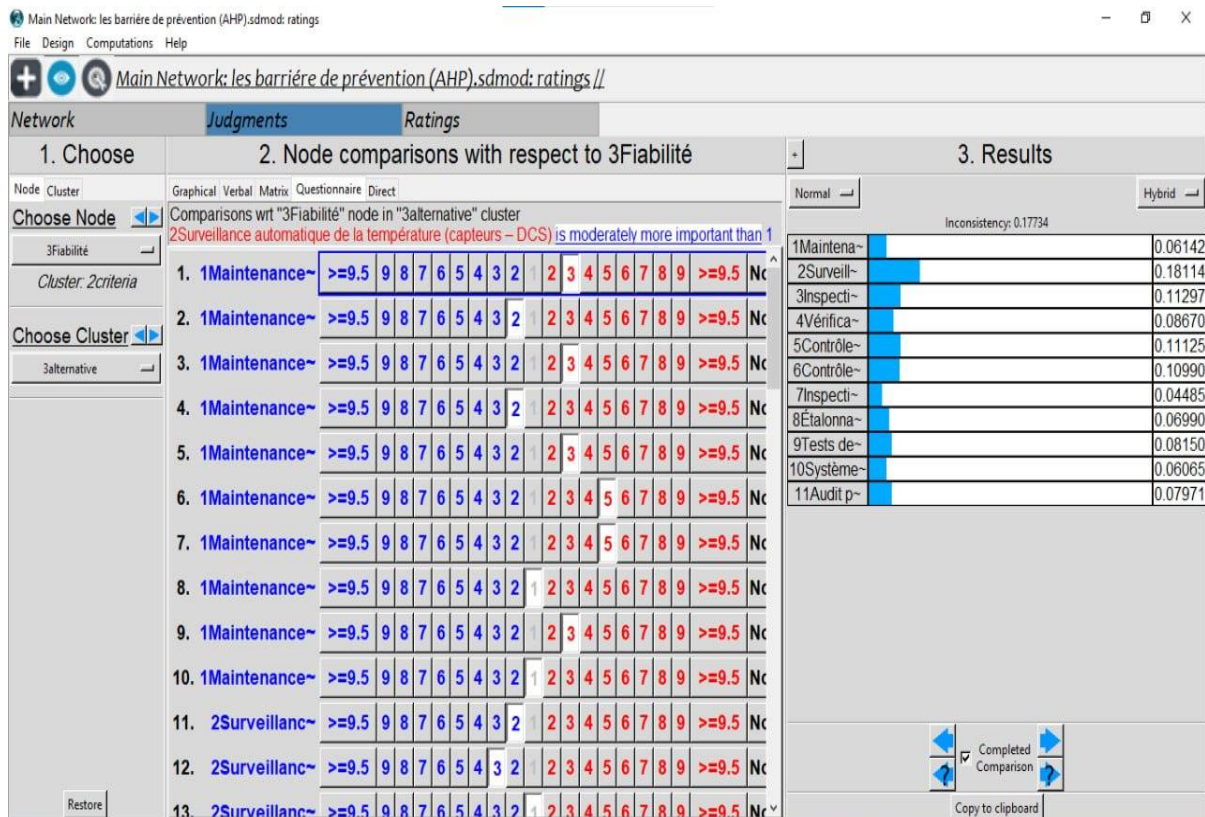 Main Network: les barriére de prévention (AHP).sdmod: ratings
File Design Computations Help
Main Network: les barriére de prévention (AHP).sdmod: ratings //
Network Judgments Ratings
1. Choose
Node Cluster
Choose Node
3Fiabilité
Cluster: 2criteria
Choose Cluster
3alternative
Restore
2. Node comparisons with respect to 3Fiabilité
Graphical Verbal Matrix Questionnaire Direct
Comparisons wrt "3Fiabilité" node in "3alternative" cluster
2Surveillance automatique de la température (capteurs – DCS) is moderately more important than 1
1. 1Maintenance~ >=9.5 9 8 7 6 5 4 3 2 1 2 3 4 5 6 7 8 9 >=9.5 No
2. 1Maintenance~ >=9.5 9 8 7 6 5 4 3 2 1 2 3 4 5 6 7 8 9 >=9.5 No
3. 1Maintenance~ >=9.5 9 8 7 6 5 4 3 2 1 2 3 4 5 6 7 8 9 >=9.5 No
4. 1Maintenance~ >=9.5 9 8 7 6 5 4 3 2 1 2 3 4 5 6 7 8 9 >=9.5 No
5. 1Maintenance~ >=9.5 9 8 7 6 5 4 3 2 1 2 3 4 5 6 7 8 9 >=9.5 No
6. 1Maintenance~ >=9.5 9 8 7 6 5 4 3 2 1 2 3 4 5 6 7 8 9 >=9.5 No
7. 1Maintenance~ >=9.5 9 8 7 6 5 4 3 2 1 2 3 4 5 6 7 8 9 >=9.5 No
8. 1Maintenance~ >=9.5 9 8 7 6 5 4 3 2 1 2 3 4 5 6 7 8 9 >=9.5 No
9. 1Maintenance~ >=9.5 9 8 7 6 5 4 3 2 1 2 3 4 5 6 7 8 9 >=9.5 No
10. 1Maintenance~ >=9.5 9 8 7 6 5 4 3 2 1 2 3 4 5 6 7 8 9 >=9.5 No
11. 2Surveillanc~ >=9.5 9 8 7 6 5 4 3 2 1 2 3 4 5 6 7 8 9 >=9.5 No
12. 2Surveillanc~ >=9.5 9 8 7 6 5 4 3 2 1 2 3 4 5 6 7 8 9 >=9.5 No
13. 2Surveillanc~ >=9.5 9 8 7 6 5 4 3 2 1 2 3 4 5 6 7 8 9 >=9.5 No
+ 3. Results
Normal Hybrid
Inconsistency: 0.17734
1Maintena~ 0.06142
2Surveill~ 0.18114
3Inspecti~ 0.11297
4Vérifica~ 0.08670
5Contrôle~ 0.11125
6Contrôle~ 0.10990
7Inspecti~ 0.04485
8Étalonna~ 0.06990
9Tests de~ 0.08150
10Système~ 0.06065
11Audit p~ 0.07971
Completed
Comparison
? ?
Copy to clipboard